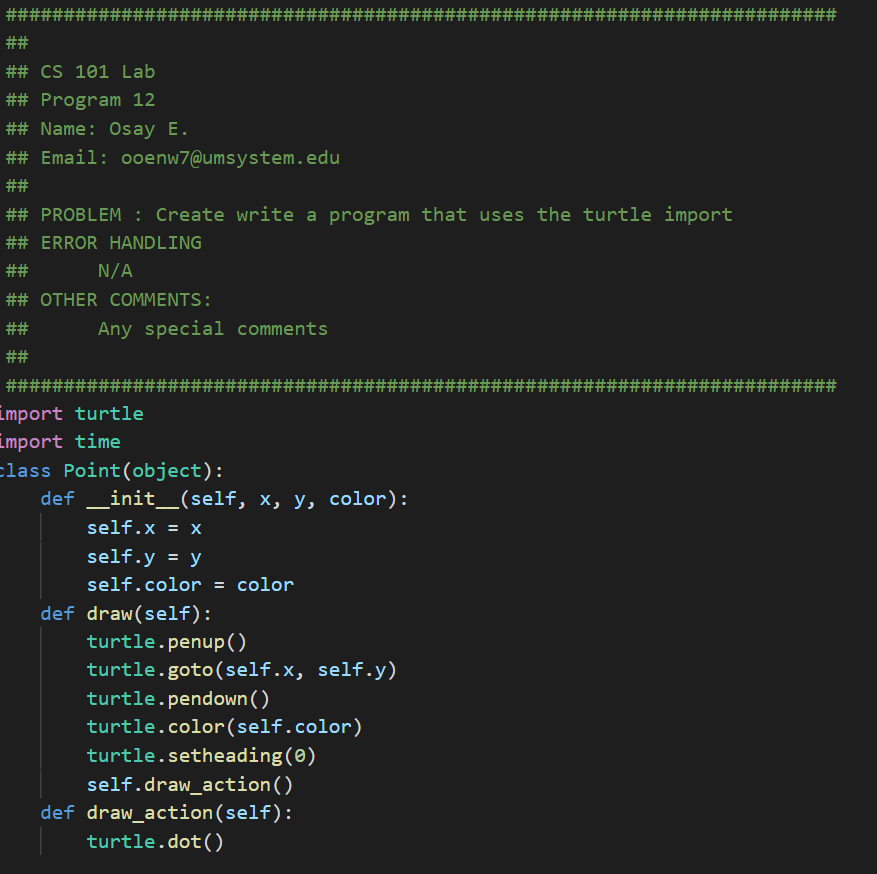 ########################################################################
##
## CS 101 Lab
## Program 12
## Name: Osay E.
## Email: ooenw7@umsystem.edu
##
## PROBLEM : Create write a program that uses the turtle import
## ERROR HANDLING
##      N/A
## OTHER COMMENTS:
##      Any special comments
##
########################################################################
import turtle
import time
class Point(object):
    def __init__(self, x, y, color):
        self.x = x
        self.y = y
        self.color = color
    def draw(self):
        turtle.penup()
        turtle.goto(self.x, self.y)
        turtle.pendown()
        turtle.color(self.color)
        turtle.setheading(0)
        self.draw_action()
    def draw_action(self):
        turtle.dot()